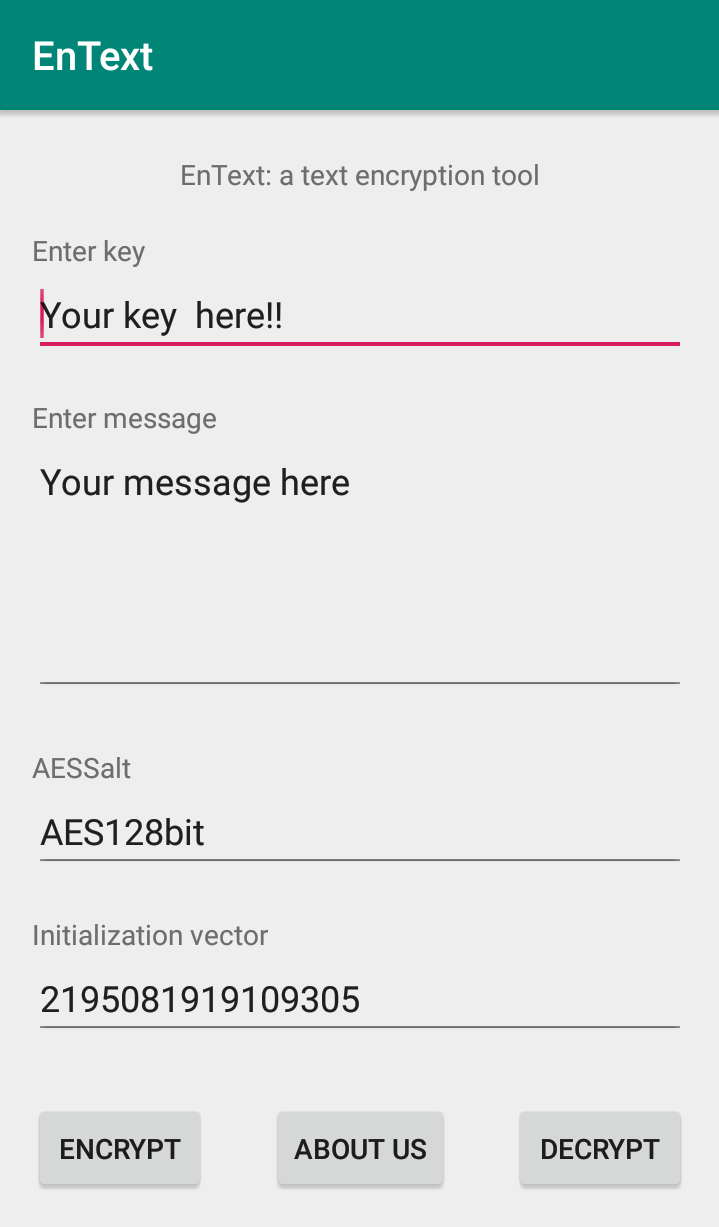 EnText
EnText: a text encryption tool
Enter key
Your key  here!!
Enter message
Your message here
AESSalt
AES128bit
Initialization vector
2195081919109305
ENCRYPT ABOUT US DECRYPT